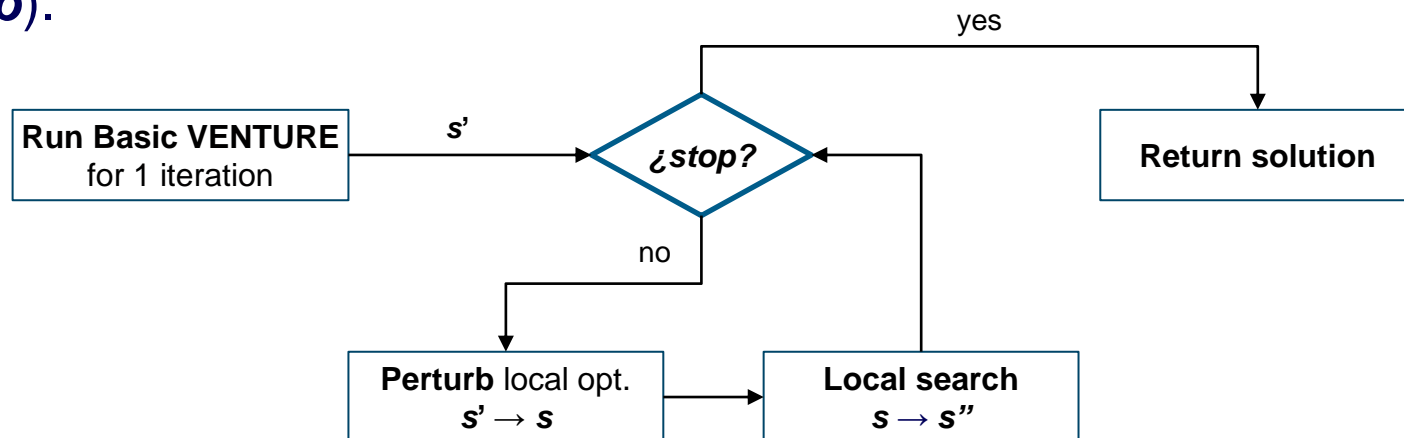 b).
yes
Run Basic VENTURE
for 1 iteration
s’
¿stop?
Return solution
no
Perturb local opt.
s’ → s
Local search
s → s”